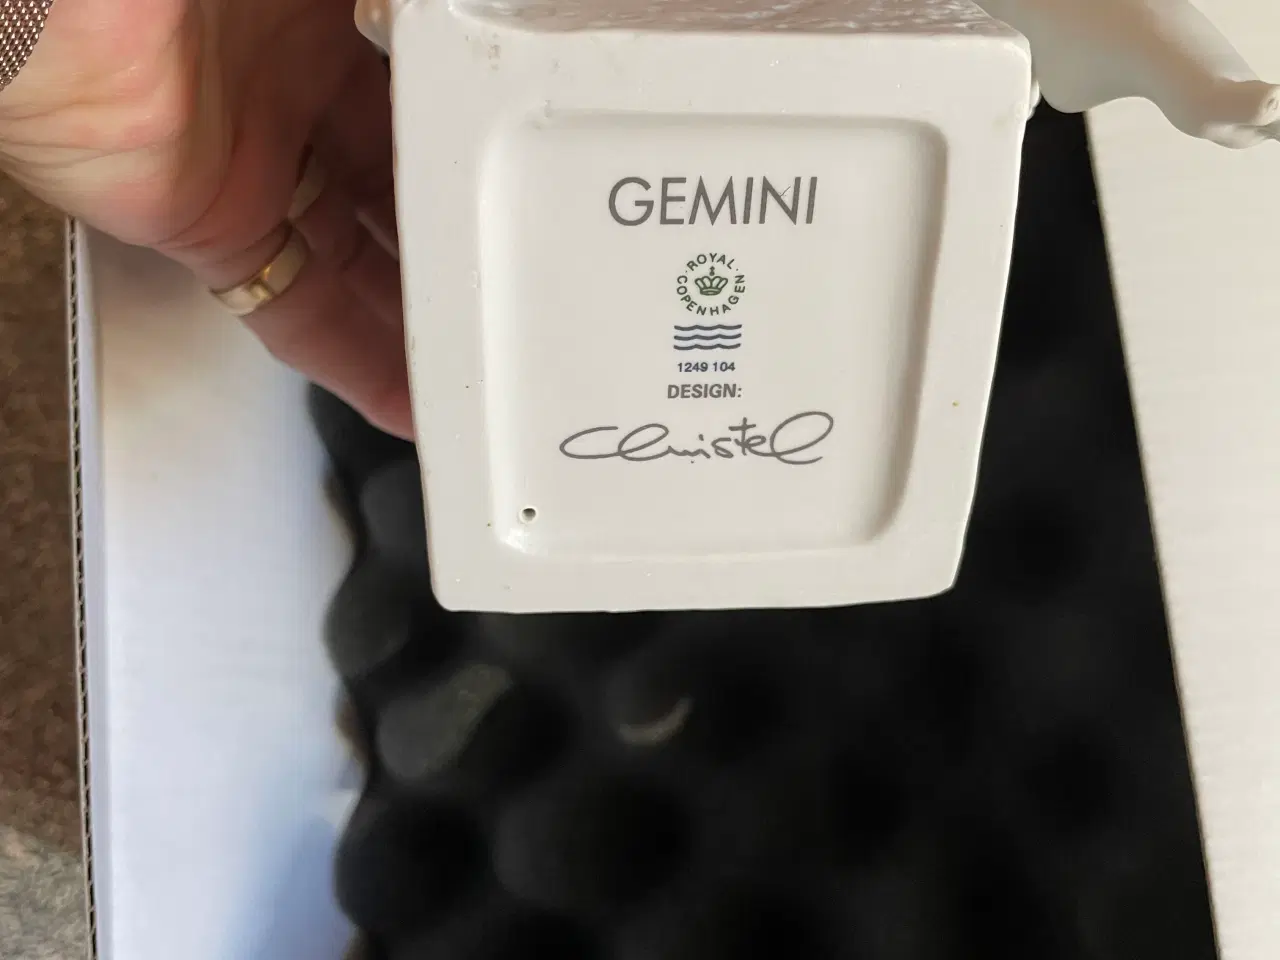 GEMINI
ROYAL
COPENHAGEN
1249 104
DESIGN:
Christel